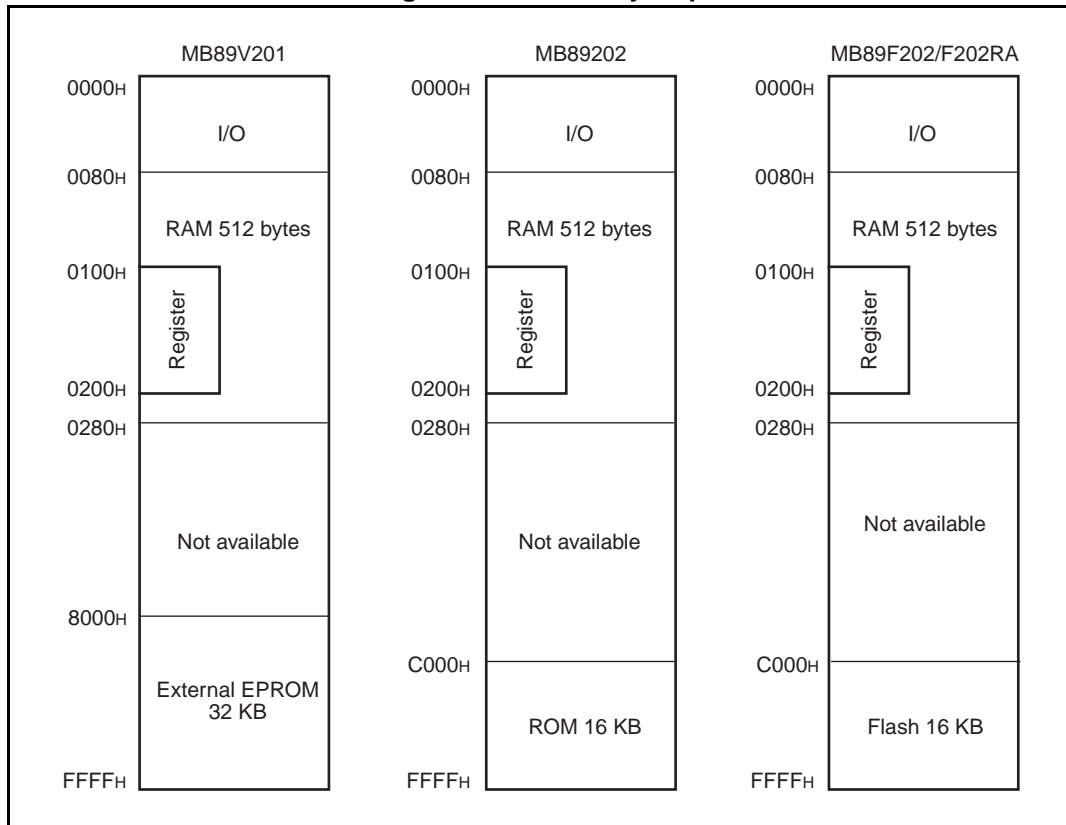 MB89V201
0000H
I/O
0080H
RAM 512 bytes
0100H
Register
0200H
0280H
Not available
8000H
External EPROM
32 KB
FFFFH
MB89202
0000H
I/O
0080H
RAM 512 bytes
0100H
Register
0200H
0280H
Not available
C000H
ROM 16 KB
FFFFH
MB89F202/F202RA
0000H
I/O
0080H
RAM 512 bytes
0100H
Register
0200H
0280H
Not available
C000H
Flash 16 KB
FFFFH